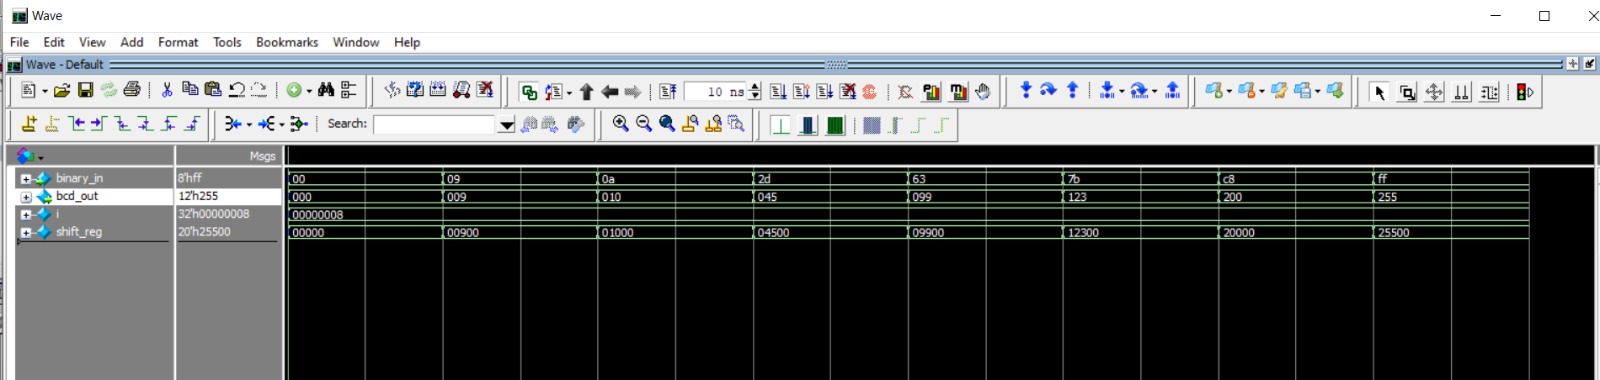 Wave
File Edit View Add Format Tools Bookmarks Window Help
Wave - Default
10 ns
Search:
Msgs
binary_in 8'hff 00 09 0a 2d 63 7b c8 ff
bcd_out 12'h255 000 009 010 045 099 123 200 255
i 32'h00000008 00000008
shift_reg 20'h25500 00000 00900 01000 04500 09900 12300 20000 25500